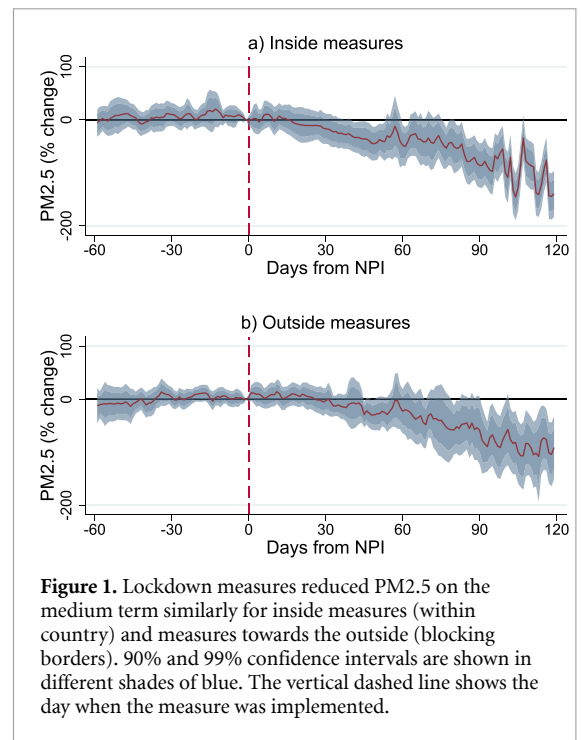 a) Inside measures
100
0
-200
PM2.5 (% change)
-60 -30 0 30 60 90 120
Days from NPI
b) Outside measures
100
0
-200
PM2.5 (% change)
-60 -30 0 30 60 90 120
Days from NPI
Figure 1. Lockdown measures reduced PM2.5 on the
medium term similarly for inside measures (within
country) and measures towards the outside (blocking
borders). 90% and 99% confidence intervals are shown in
different shades of blue. The vertical dashed line shows the
day when the measure was implemented.